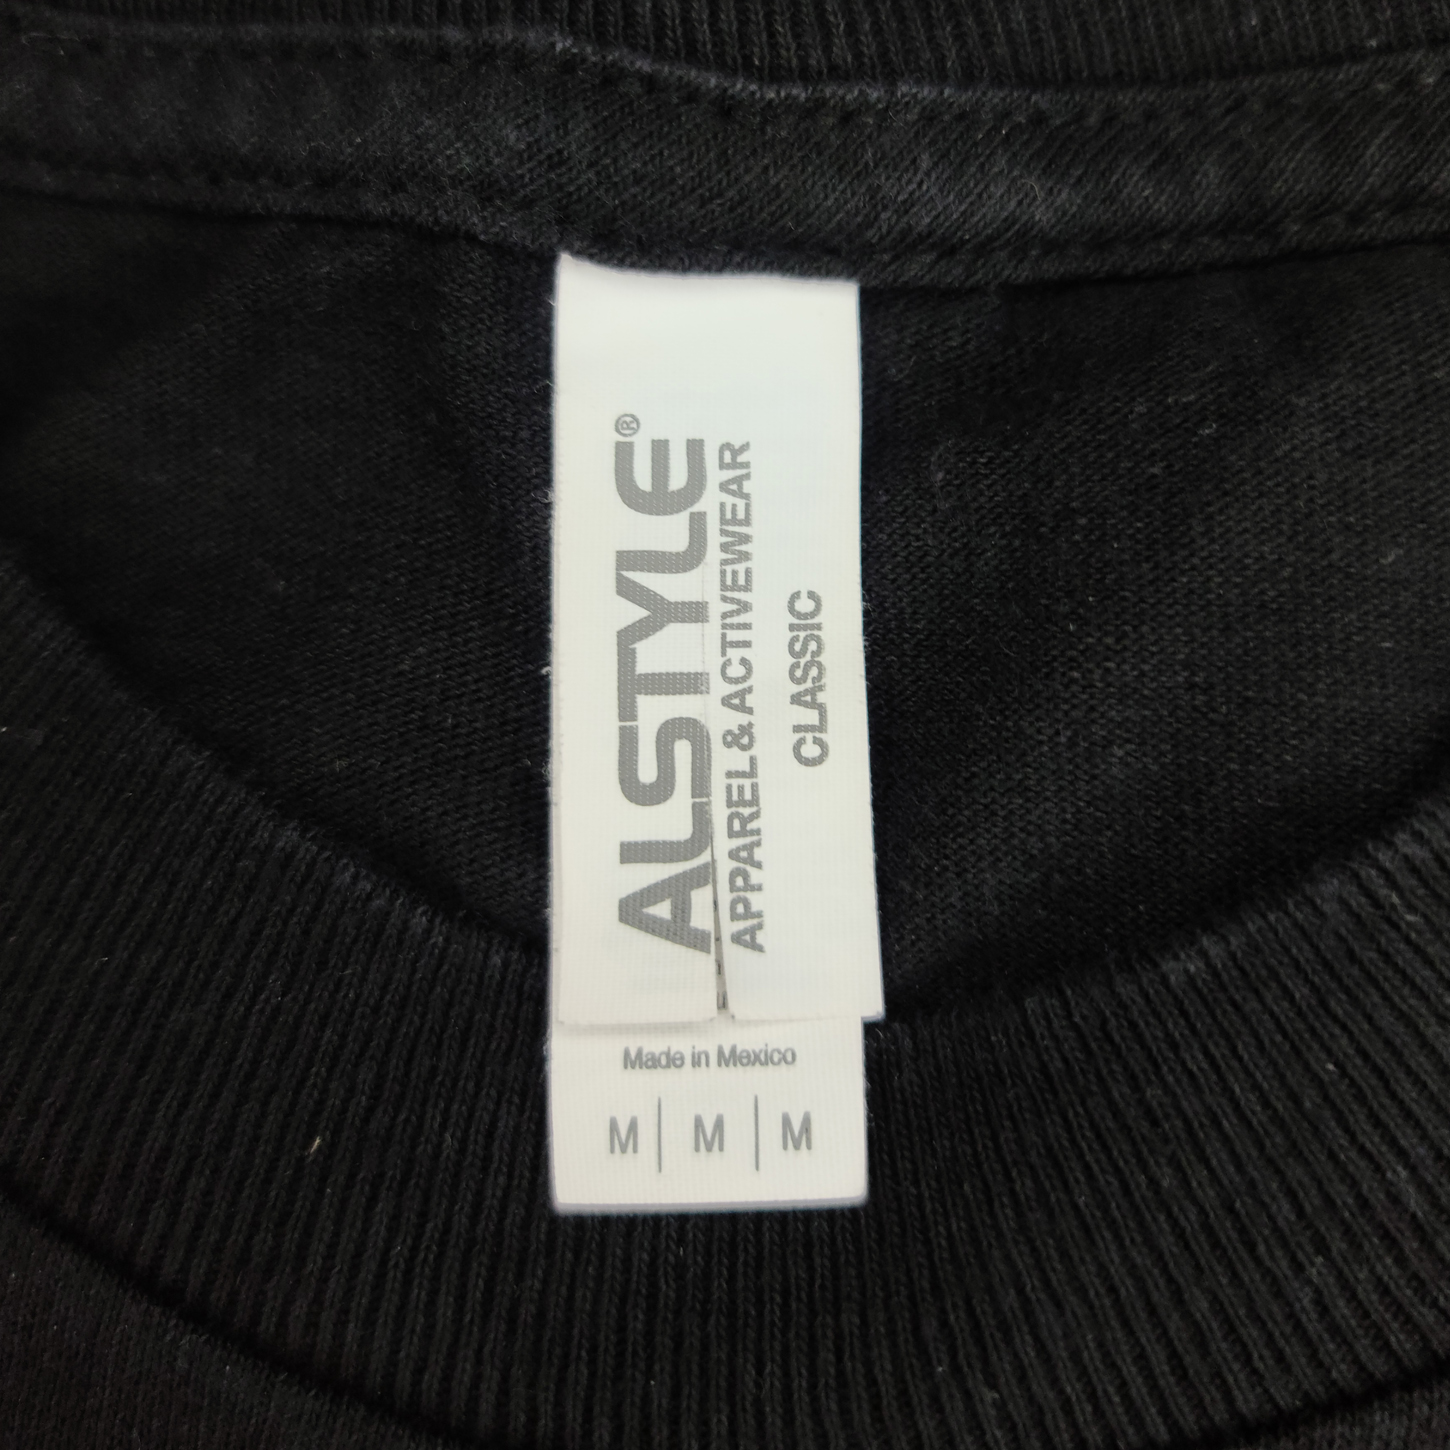 ALSTYLE®
APPAREL & ACTIVEWEAR
CLASSIC
Made in Mexico
M | M | M